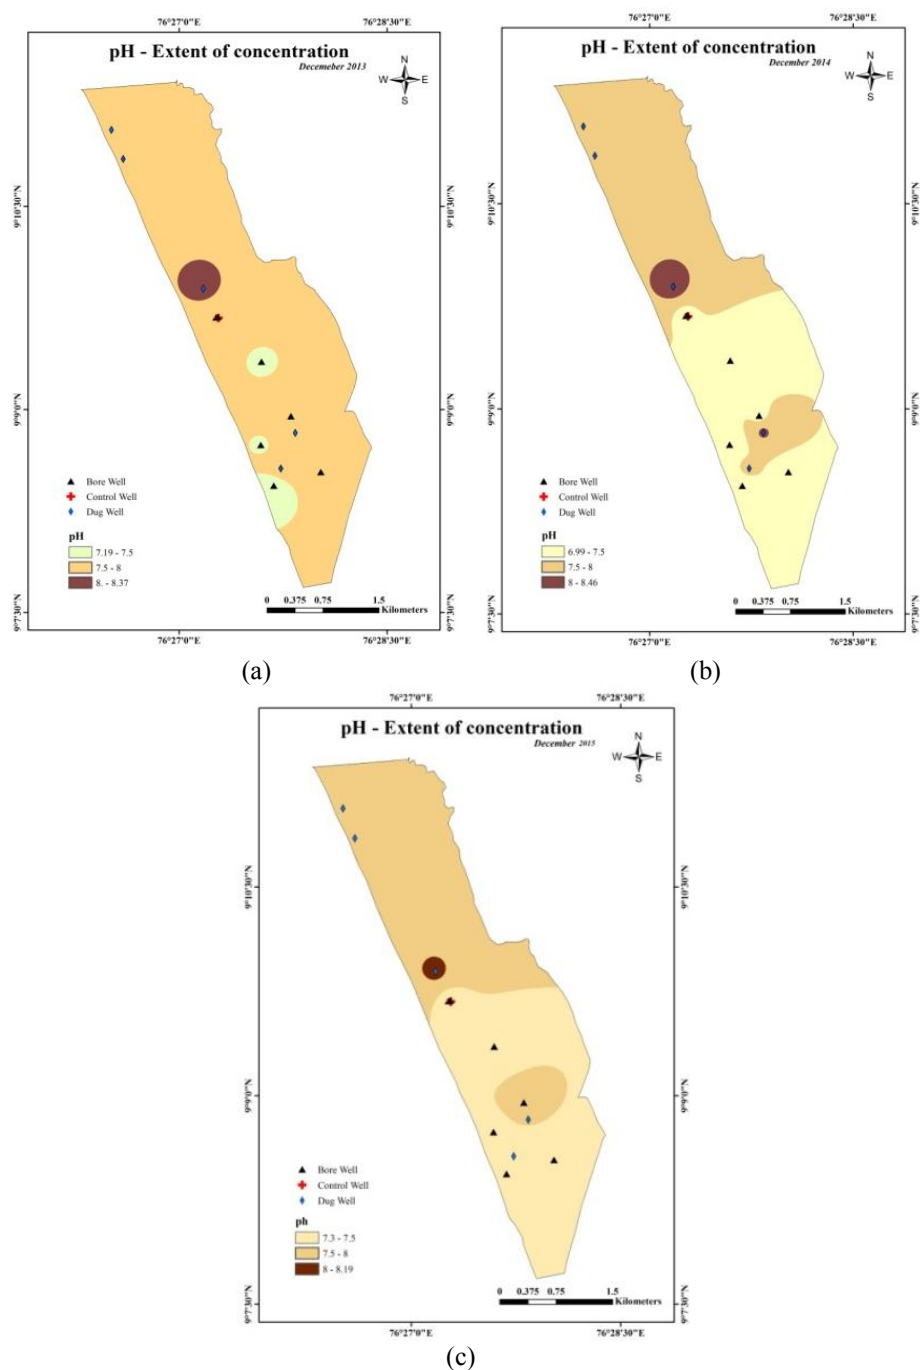 76°27'0"E 76°28'30"E
pH - Extent of concentration
Decemeber 2013
N
W E
S
9°10'30"N 9°10'30"N
9°9'0"N 9°9'0"N
Bore Well
Control Well
Dug Well
pH
7.19 - 7.5
7.5 - 8
8. - 8.37
0 0.375 0.75 1.5
Kilometers
9°7'30"N 9°7'30"N
76°27'0"E 76°28'30"E
(a)
76°27'0"E 76°28'30"E
pH - Extent of concentration
December 2014
N
W E
S
9°10'30"N 9°10'30"N
9°9'0"N 9°9'0"N
Bore Well
Control Well
Dug Well
pH
6.99 - 7.5
7.5 - 8
8 - 8.46
0 0.375 0.75 1.5
Kilometers
9°7'30"N 9°7'30"N
76°27'0"E 76°28'30"E
(b)
76°27'0"E 76°28'30"E
pH - Extent of concentration
December 2015
N
W E
S
9°10'30"N 9°10'30"N
9°9'0"N 9°9'0"N
Bore Well
Control Well
Dug Well
ph
7.3 - 7.5
7.5 - 8
8 - 8.19
0 0.375 0.75 1.5
Kilometers
9°7'30"N 9°7'30"N
76°27'0"E 76°28'30"E
(c)